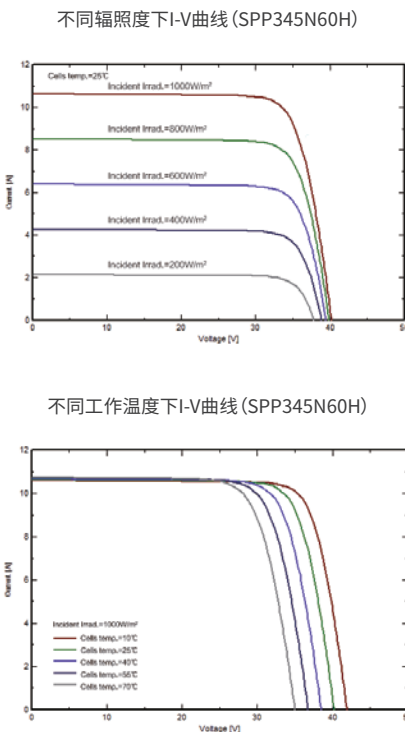 不同辐照度下I-V曲线（SPP345N60H）
Cells temp.=25℃
Incident Irrad.=1000W/m²
Incident Irrad.=800W/m²
Incident Irrad.=600W/m²
Incident Irrad.=400W/m²
Incident Irrad.=200W/m²
12
10
8
6
4
2
0
Current [A]
0 10 20 30 40 50
Voltage [V]
不同工作温度下I-V曲线（SPP345N60H）
12
10
8
6
4
2
0
Current [A]
Incident Irrad.=1000W/m²
Cells temp.=10℃
Cells temp.=25℃
Cells temp.=40℃
Cells temp.=55℃
Cells temp.=70℃
0 10 20 30 40 50
Voltage [V]